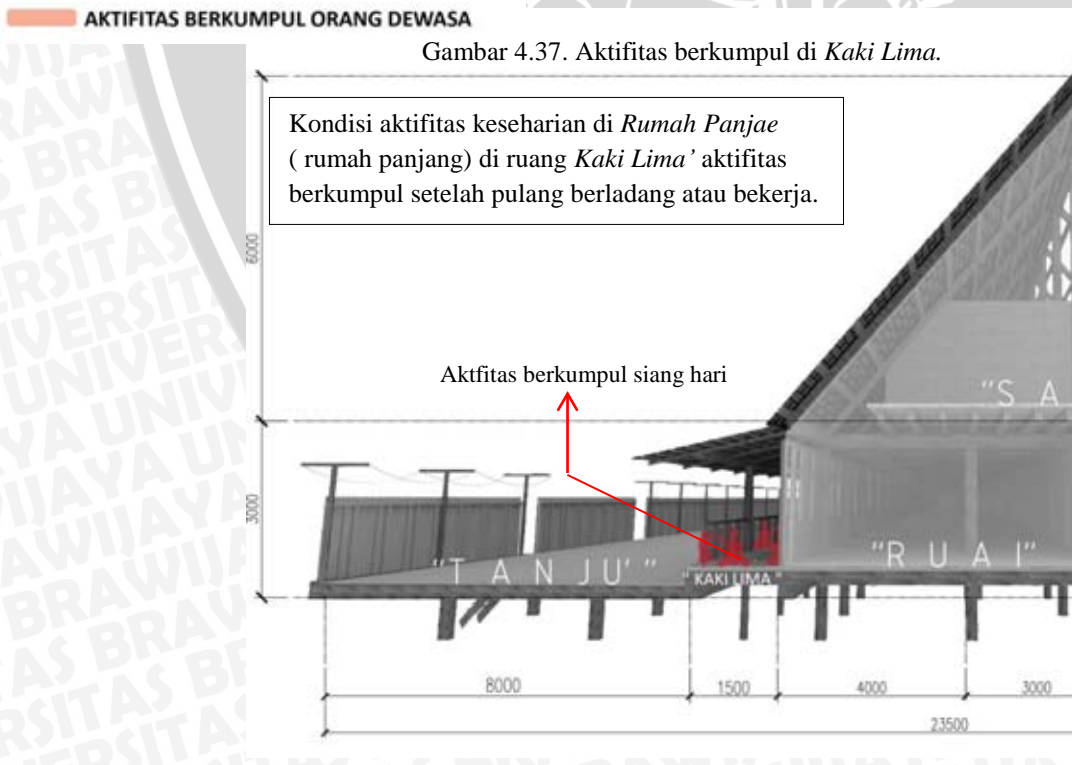 AKTIFITAS BERKUMPUL ORANG DEWASA
Gambar 4.37. Aktifitas berkumpul di Kaki Lima.
Kondisi aktifitas keseharian di Rumah Panjae
( rumah panjang) di ruang Kaki Lima’ aktifitas
berkumpul setelah pulang berladang atau bekerja.
6000
Aktfitas berkumpul siang hari
"S A
3000
"T A N JU' "
" KAKI LIMA "
"R U A I"
8000
1500
4000
3000
23500